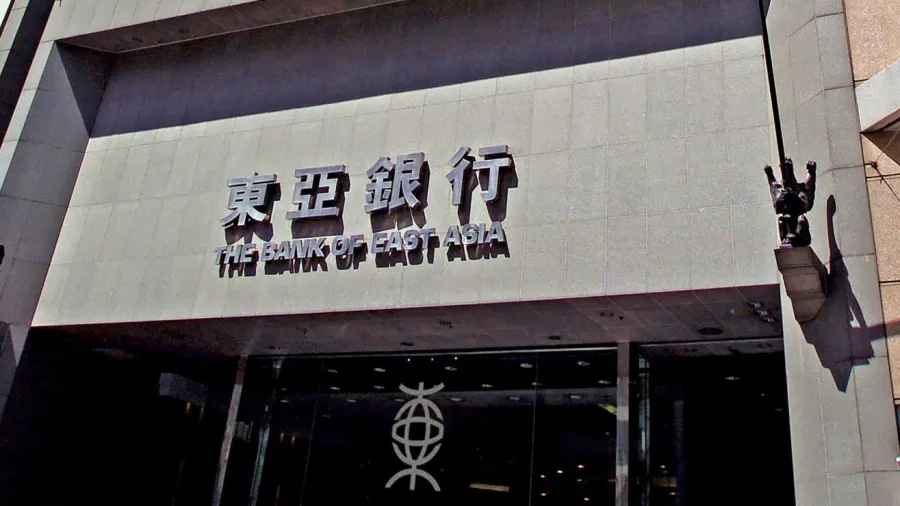 東亞銀行
THE BANK OF EAST ASIA